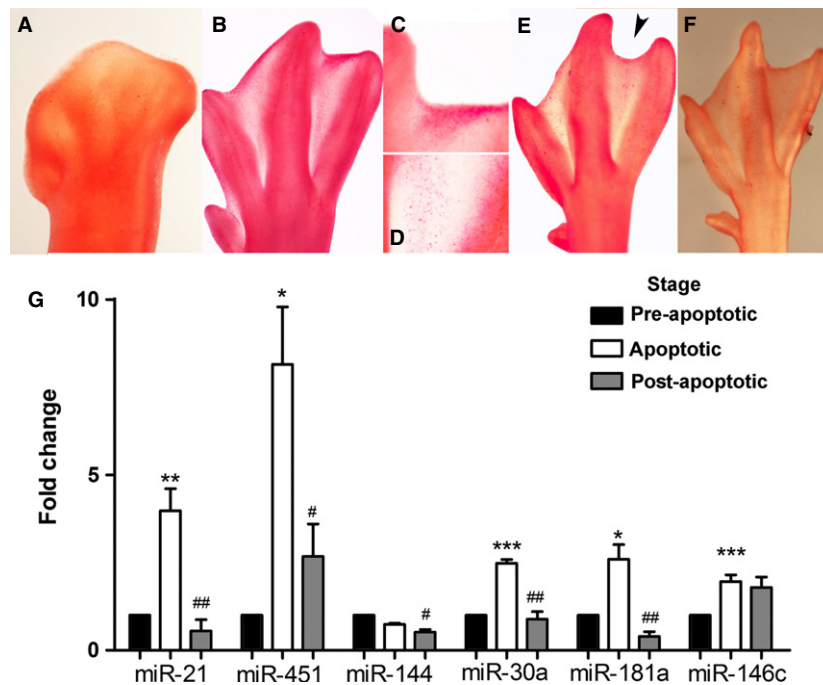 A B C E F
D
G
Stage
Pre-apoptotic
Apoptotic
Post-apoptotic
Fold change
10
5
0
** ## * # # *** ## * ## ***
miR-21 miR-451 miR-144 miR-30a miR-181a miR-146c